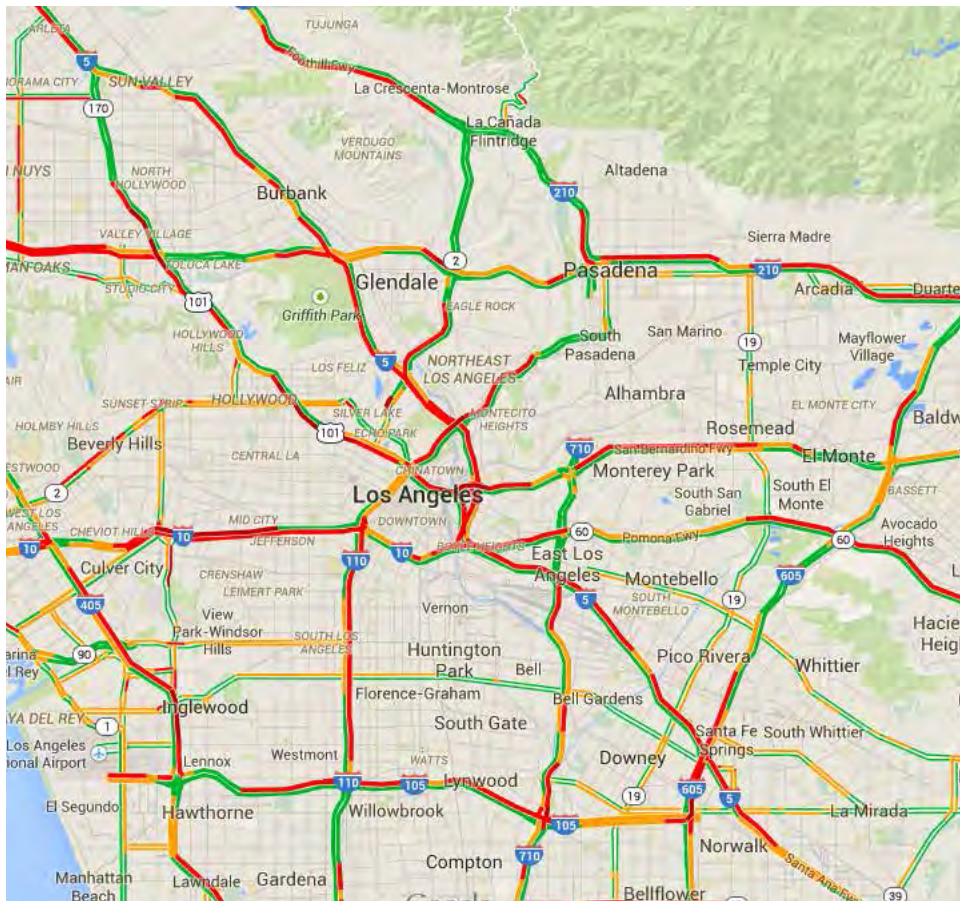 TUJUNGA
ARLETA
Foothill Fwy
5
SUN VALLEY
La Crescenta-Montrose
170
La Cañada
Flintridge
VERDUGO
MOUNTAINS
NUYS
NORTH
HOLLYWOOD
Burbank
210
Altadena
VALLEY VILLAGE
Sierra Madre
TOLUCA LAKE
2
Pasadena
210
STUDIO CITY
Glendale
Arcadia
Duarte
101
Griffith Park
EAGLE ROCK
HOLLYWOOD
HILLS
South
Pasadena
San Marino
19
Mayflower
Village
5
NORTHEAST
LOS ANGELES
LOS FELIZ
Temple City
AIR
Alhambra
SUNSET STRIP
HOLLYWOOD
SILVER LAKE
MONTECITO
HEIGHTS
EL MONTE CITY
HOLMBY HILLS
Rosemead
Baldw
Beverly Hills
101
ECHO PARK
710
San Bernardino Fwy
CENTRAL LA
El Monte
CHINATOWN
Monterey Park
2
Los Angeles
South San
Gabriel
South El
Monte
BASSETT
WEST LOS
ANGELES
MID CITY
DOWNTOWN
CHEVIOT HILLS
10
10
JEFFERSON
10
BOYLE HEIGHTS
60
Pomona Fwy
60
Avocado
Heights
Culver City
110
East Los
Angeles
Montebello
605
CRENSHAW
LEIMERT PARK
405
5
19
SOUTH
MONTEBELLO
View
Park-Windsor
Hills
Vernon
SOUTH LOS
ANGELES
Hacie
Heigh
90
Huntington
Park
Bell
Pico Rivera
Whittier
Florence-Graham
Bell Gardens
Inglewood
1
South Gate
Santa Fe
Springs
South Whittier
Los Angeles
Lennox
Westmont
WATTS
Downey
110
105
Lynwood
605
5
El Segundo
Hawthorne
Willowbrook
19
La Mirada
105
Norwalk
Manhattan
Beach
Lawndale
Gardena
Compton
710
Bellflower
Santa Ana Fwy
39